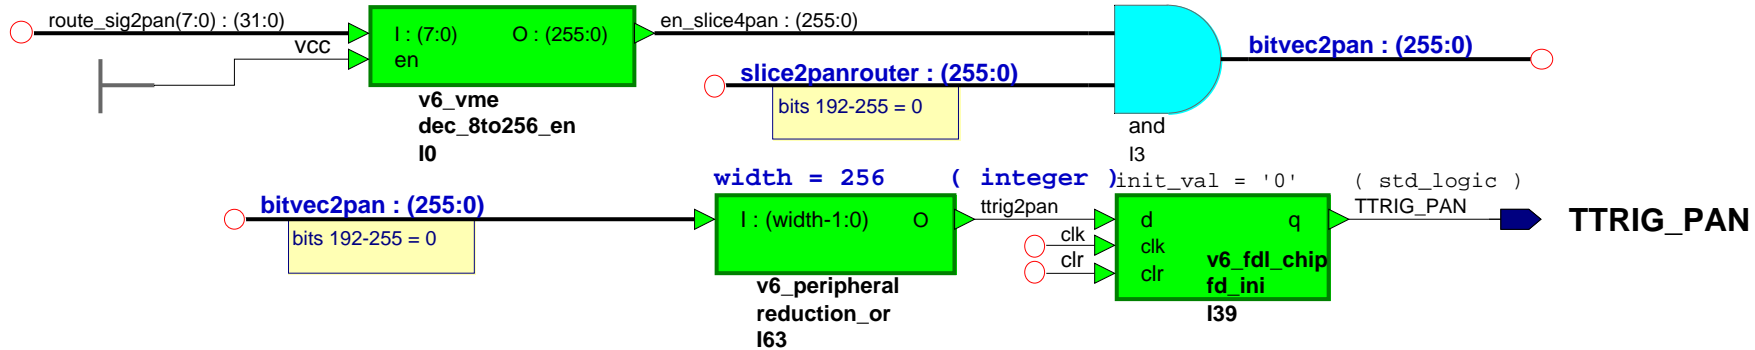 route_sig2pan(7:0) : (31:0)
vcc
I : (7:0) O : (255:0)
en
v6_vme
dec_8to256_en
I0
en_slice4pan : (255:0)
slice2panrouter : (255:0)
bits 192-255 = 0
and
I3
bitvec2pan : (255:0)
bitvec2pan : (255:0)
bits 192-255 = 0
width = 256 ( integer )
I : (width-1:0) O
v6_peripheral
reduction_or
I63
ttrig2pan
clk
clr
init_val = '0' ( std_logic )
d q
clk
clr
v6_fdl_chip
fd_ini
I39
TTRIG_PAN
TTRIG_PAN